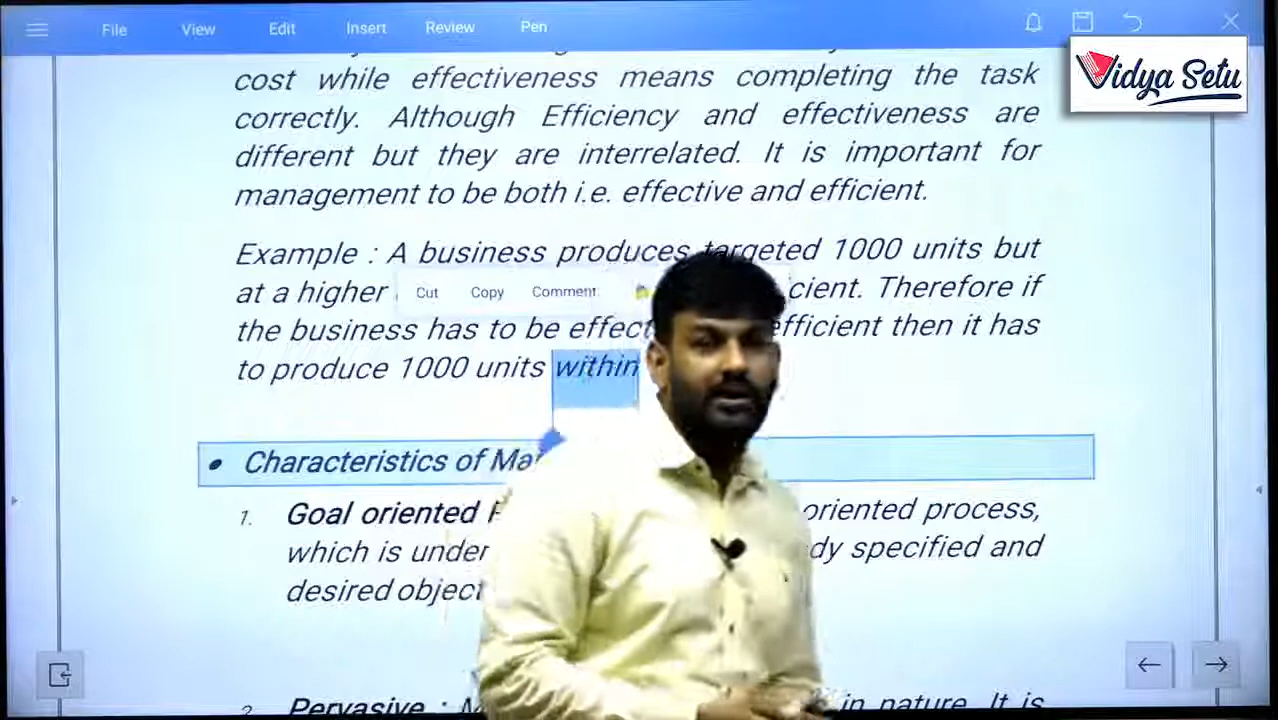 File View Edit Insert Review Pen
Vidya Setu
cost while effectiveness means completing the task
correctly. Although Efficiency and effectiveness are
different but they are interrelated. It is important for
management to be both i.e. effective and efficient.
Example : A business produces targeted 1000 units but
at a higher cient. Therefore if
Cut Copy Comment
the business has to be effect efficient then it has
to produce 1000 units within
• Characteristics of Ma
1. Goal oriented oriented process,
which is under dy specified and
desired object
2. Pervasive : in nature. It is